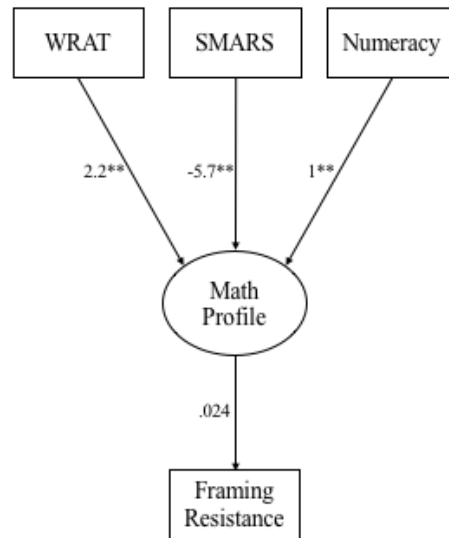 WRAT
SMARS
Numeracy
2.2**
-5.7**
1**
Math
Profile
.024
Framing
Resistance